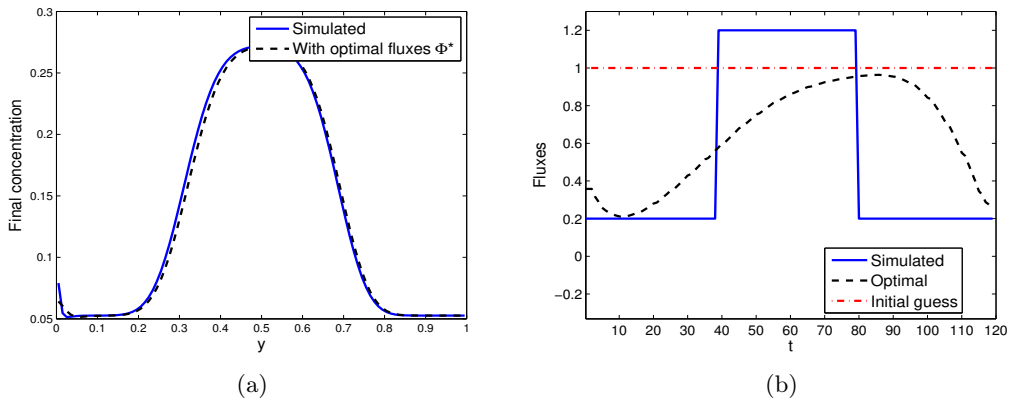 0.3
0.25
0.2
0.15
0.1
0.05
0 0.1 0.2 0.3 0.4 0.5 0.6 0.7 0.8 0.9 1
y
Final concentration
Simulated
With optimal fluxes Φ*
(a)
1.2
1
0.8
0.6
0.4
0.2
0
−0.2
10 20 30 40 50 60 70 80 90 100 110 120
t
Fluxes
Simulated
Optimal
Initial guess
(b)